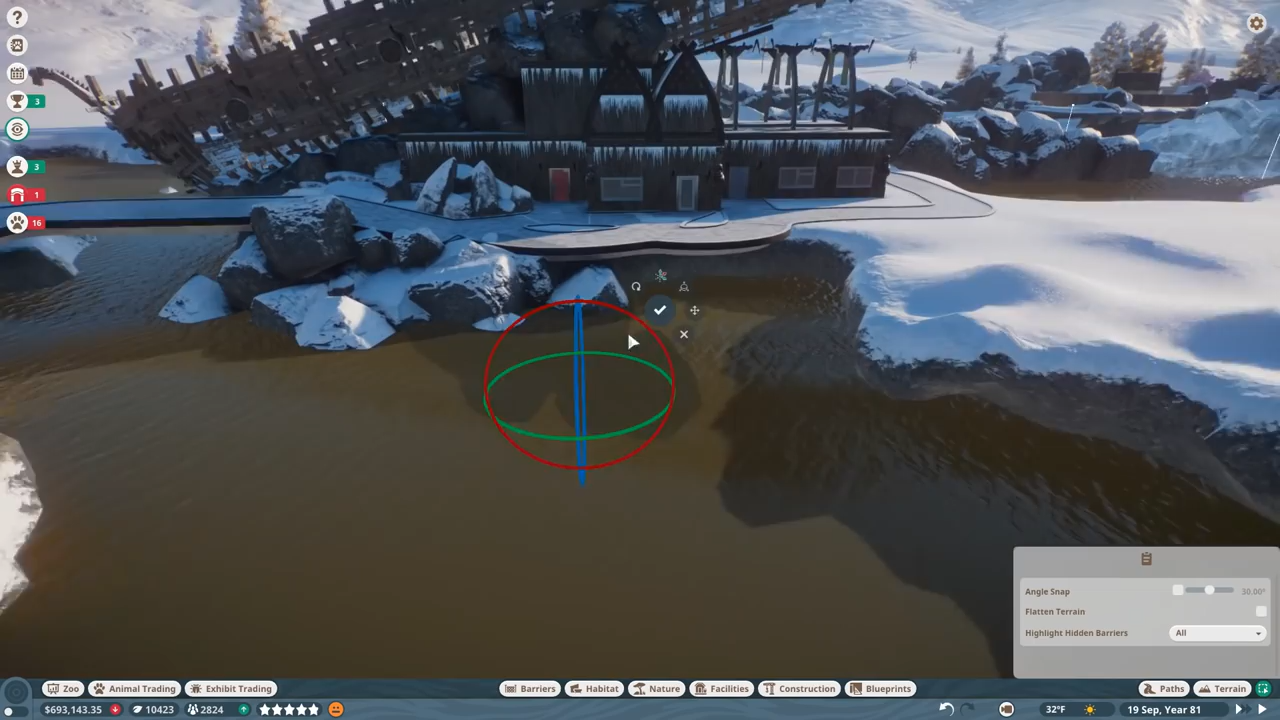 ?
3
3
1
16
Angle Snap 30.00°
Flatten Terrain
Highlight Hidden Barriers All
Zoo Animal Trading Exhibit Trading Barriers Habitat Nature Facilities Construction Blueprints Paths Terrain
$693,143.35 10423 2824 32°F 19 Sep, Year 81